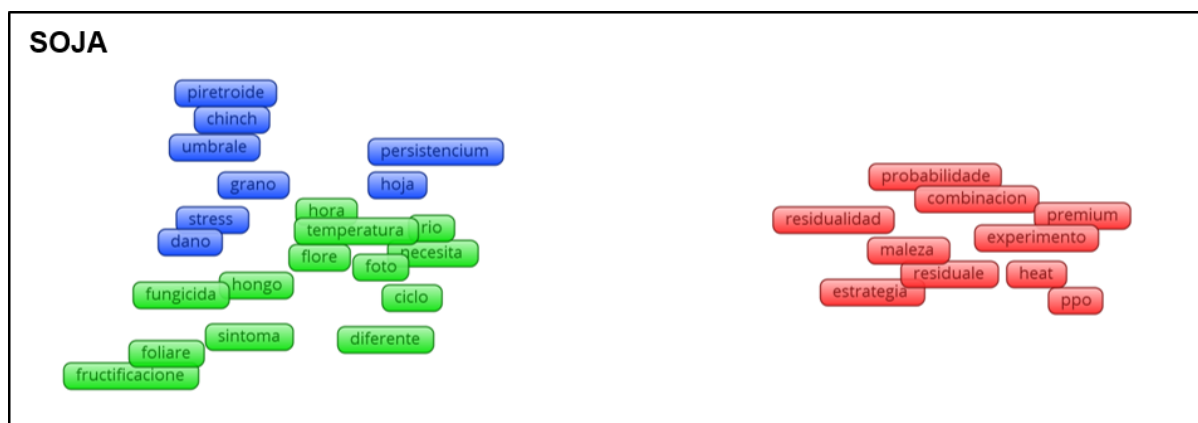 SOJA
piretroide
chinch
umbrale
persistencium
grano
hoja
stress
dano
hora
temperatura
rio
necesita
flore
foto
hongo
fungicida
ciclo
sintoma
diferente
foliare
fructificacione
probabilidade
combinacion
residualidad
premium
experimento
maleza
residuale
heat
estrategia
ppo